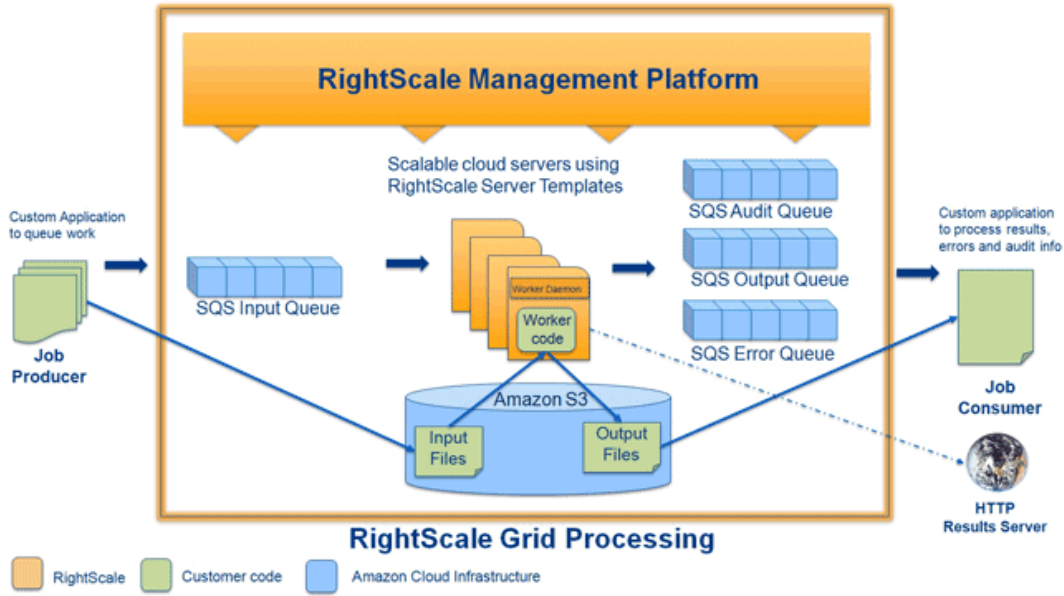 RightScale Management Platform
Scalable cloud servers using
RightScale Server Templates
SQS Audit Queue
Custom Application
to queue work
Custom application
to process results,
errors and audit info
SQS Input Queue
Worker Daemon
Worker
code
SQS Output Queue
SQS Error Queue
Job
Producer
Job
Consumer
Amazon S3
Input
Files
Output
Files
HTTP
Results Server
RightScale Grid Processing
RightScale
Customer code
Amazon Cloud Infrastructure